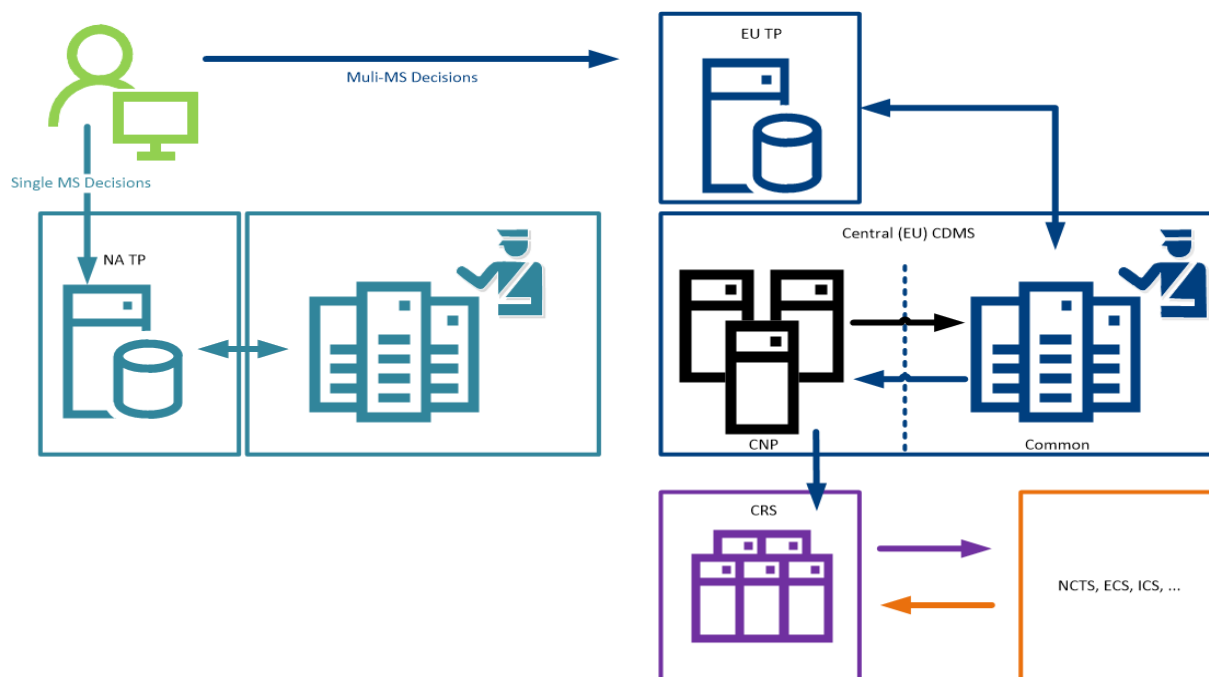 EU TP
Muli-MS Decisions
Single MS Decisions
NA TP
Central (EU) CDMS
CNP
Common
CRS
NCTS, ECS, ICS, ...